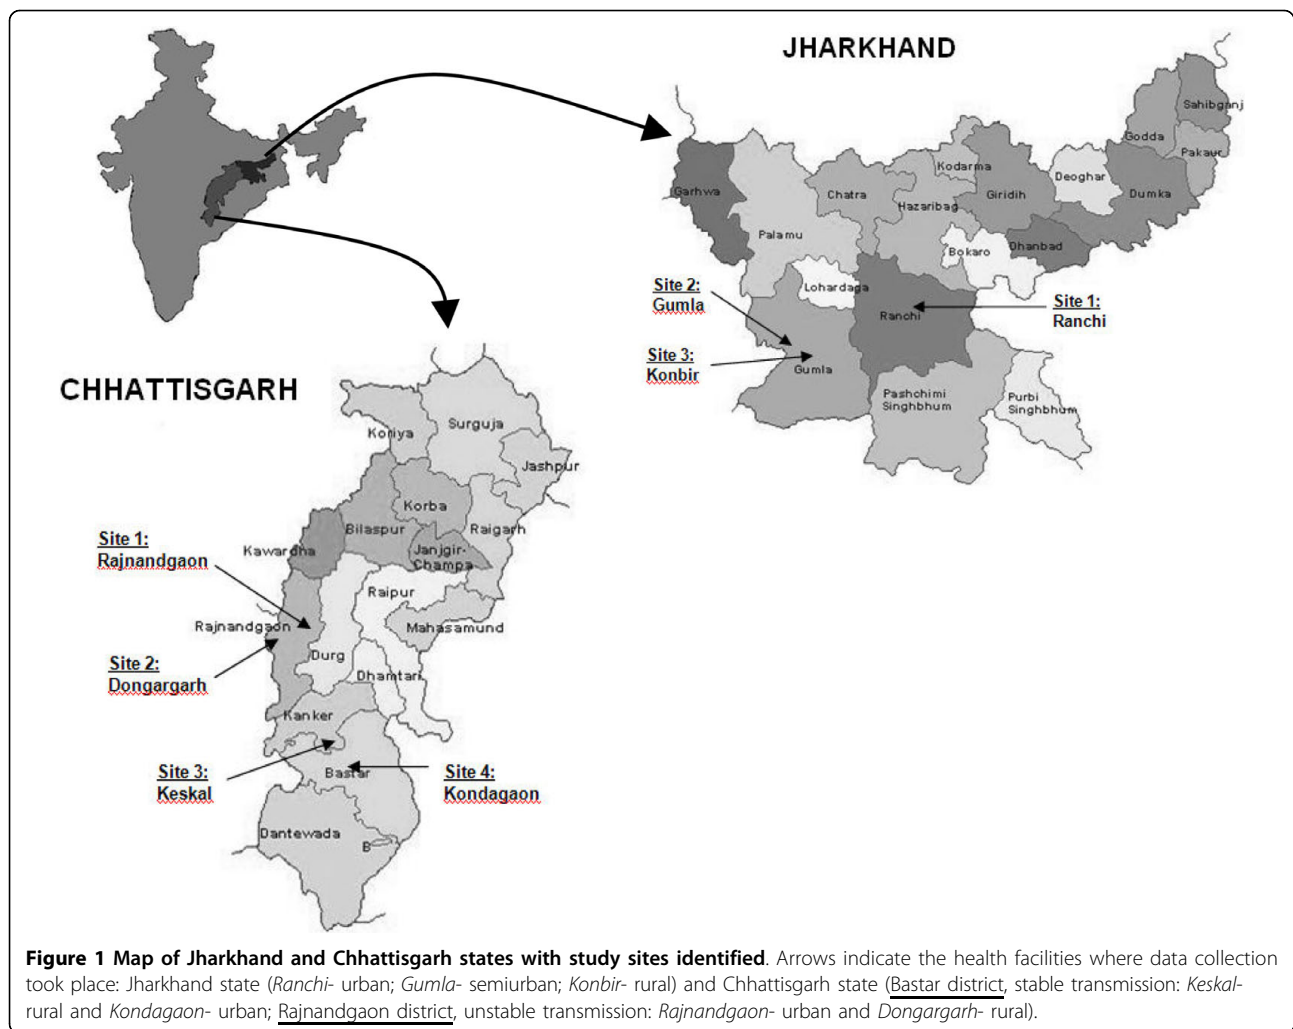 JHARKHAND
Sahibganj
Godda
Pakaur
Kodarma
Deoghar
Garhwa
Chatra
Giridih
Dumka
Hazaribag
Palamu
Dhanbad
Bokaro
Site 2:
Gumla
Lohardaga
Site 1:
Ranchi
Ranchi
Site 3:
Konbir
Gumla
Pashchimi
Singhbhum
Purbi
Singhbhum
CHHATTISGARH
Surguja
Koriya
Jashpur
Korba
Bilaspur
Raigarh
Site 1:
Rajnandgaon
Kawardha
Janjgir-
Champa
Raipur
Rajnandgaon
Mahasamund
Durg
Site 2:
Dongargarh
Dhamtari
Kanker
Site 3:
Keskal
Bastar
Site 4:
Kondagaon
Dantewada
B
Figure 1 Map of Jharkhand and Chhattisgarh states with study sites identified. Arrows indicate the health facilities where data collection
took place: Jharkhand state (Ranchi- urban; Gumla- semiurban; Konbir- rural) and Chhattisgarh state (Bastar district, stable transmission: Keskal-
rural and Kondagaon- urban; Rajnandgaon district, unstable transmission: Rajnandgaon- urban and Dongargarh- rural).